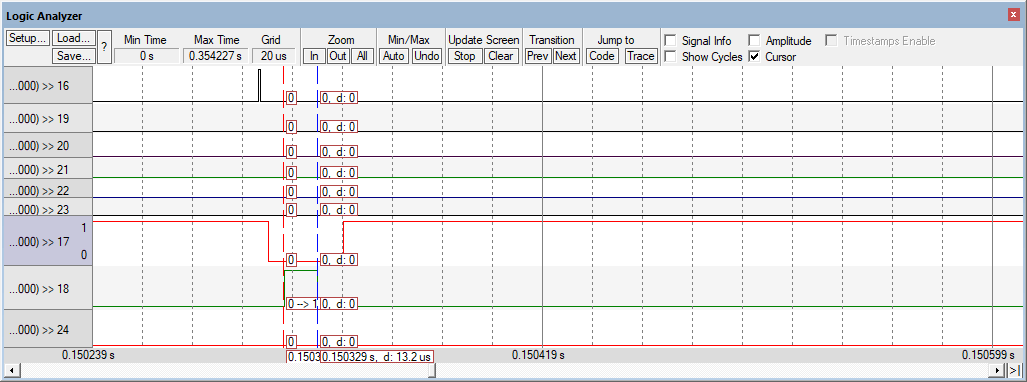 Logic Analyzer
Setup... Load... Save... ? Min Time Max Time Grid Zoom Min/Max Update Screen Transition Jump to Signal Info Amplitude Timestamps Enable
0 s 0.354227 s 20 us In Out All Auto Undo Stop Clear Prev Next Code Trace Show Cycles Cursor
...000) >> 16 0 0, d: 0
...000) >> 19 0 0, d: 0
...000) >> 20 0 0, d: 0
...000) >> 21 0 0, d: 0
...000) >> 22 0 0, d: 0
...000) >> 23 0 0, d: 0
1
...000) >> 17
0 0 0, d: 0
...000) >> 18
0 --> 1 0, d: 0
...000) >> 24 0 0, d: 0
0.150239 s 0.150329 s, d: 13.2 us 0.150419 s 0.150599 s
>|